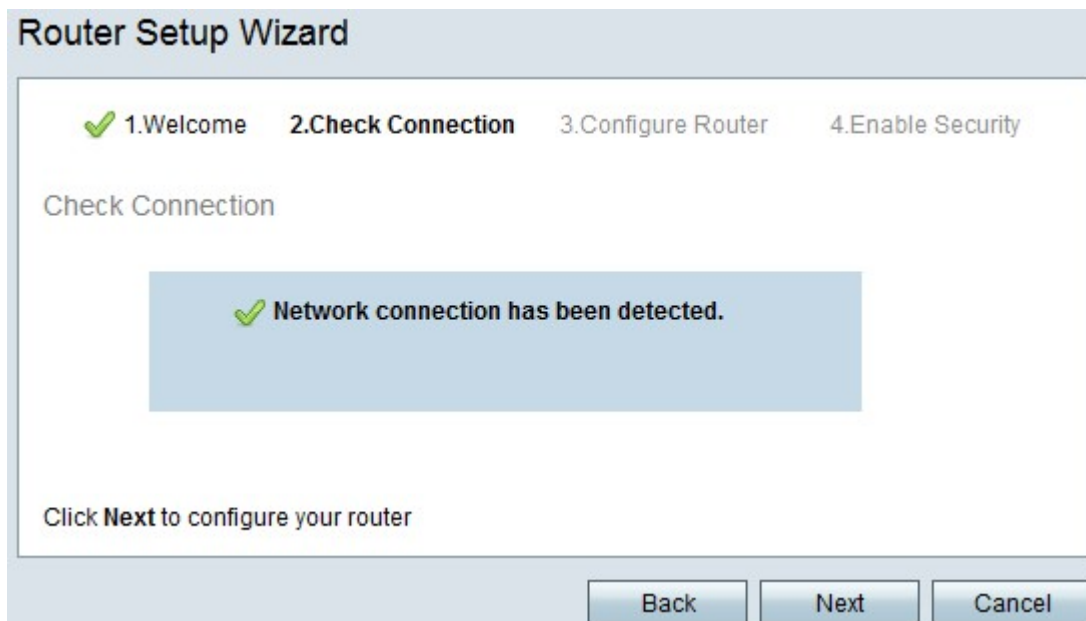 Router Setup Wizard
1.Welcome 2.Check Connection 3.Configure Router 4.Enable Security
Check Connection
Network connection has been detected.
Click Next to configure your router
Back Next Cancel